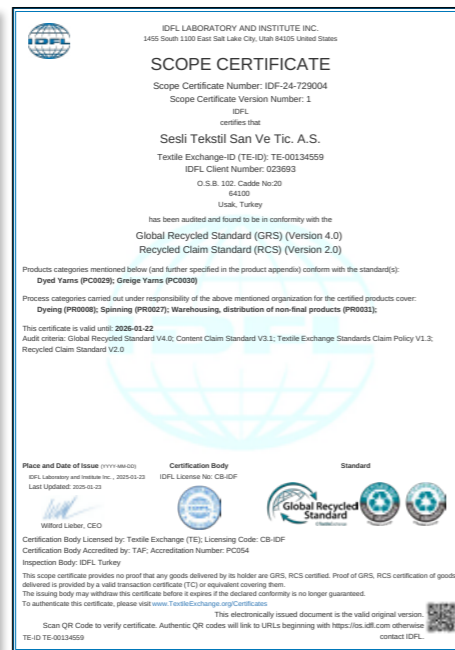 IDFL
IDFL LABORATORY AND INSTITUTE INC.
1455 South 1100 East Salt Lake City, Utah 84105 United States
SCOPE CERTIFICATE
Scope Certificate Number: IDF-24-729004
Scope Certificate Version Number: 1
IDFL
certifies that
Sesli Tekstil San Ve Tic. A.S.
Textile Exchange-ID (TE-ID): TE-00134559
IDFL Client Number: 023693
O.S.B. 102. Cadde No:20
64100
Usak, Turkey
has been audited and found to be in conformity with the
Global Recycled Standard (GRS) (Version 4.0)
Recycled Claim Standard (RCS) (Version 2.0)
Products categories mentioned below (and further specified in the product appendix) conform with the standard(s):
Dyed Yarns (PC0029); Greige Yarns (PC0030)
Process categories carried out under responsibility of the above mentioned organization for the certified products cover:
Dyeing (PR0008); Spinning (PR0027); Warehousing, distribution of non-final products (PR0031);
This certificate is valid until: 2026-01-22
Audit criteria: Global Recycled Standard V4.0; Content Claim Standard V3.1; Textile Exchange Standards Claim Policy V1.3;
Recycled Claim Standard V2.0
Place and Date of Issue (YYYY-MM-DD) Certification Body Standard
IDFL Laboratory and Institute Inc., 2025-01-23 IDFL License No: CB-IDF
Last Updated: 2025-01-23
Global Recycled
Standard
Wilford Lieber, CEO
Certification Body Licensed by: Textile Exchange (TE); Licensing Code: CB-IDF
Certification Body Accredited by: TAF; Accreditation Number: PC054
Inspection Body: IDFL Turkey
This scope certificate provides no proof that any goods delivered by its holder are GRS, RCS certified. Proof of GRS, RCS certification of goods
delivered is provided by a valid transaction certificate (TC) or equivalent covering them.
The issuing body may withdraw this certificate before it expires if the declared conformity is no longer guaranteed.
To authenticate this certificate, please visit www.TextileExchange.org/Certificates
This electronically issued document is the valid original version.
Scan QR Code to verify certificate. Authentic QR codes will link to URLs beginning with https://os.idfl.com otherwise
contact IDFL.
TE-ID TE-00134559